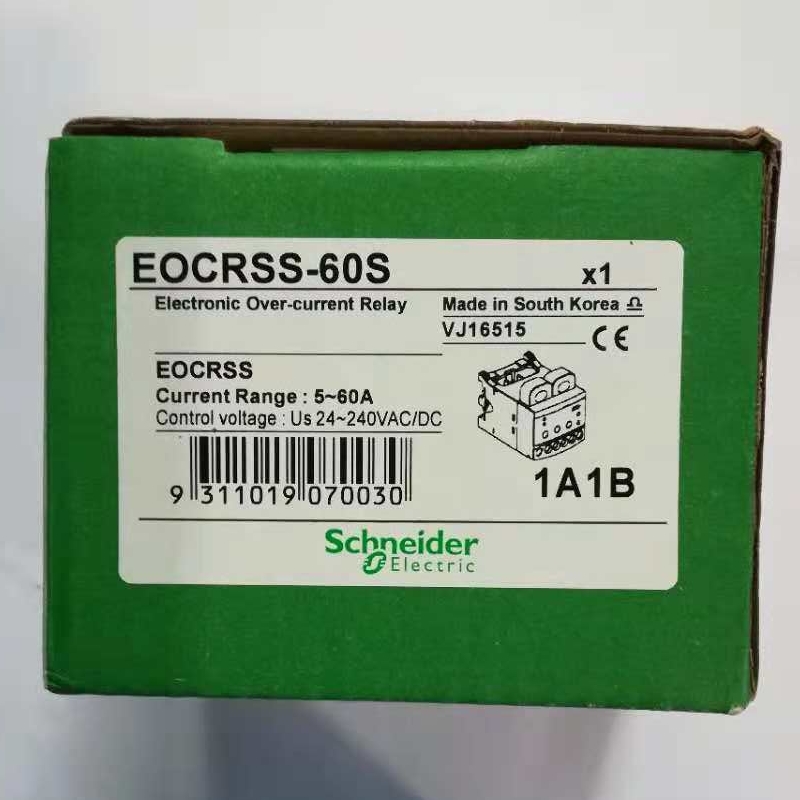 EOCRSS-60S x1
Electronic Over-current Relay Made in South Korea
VJ16515
CE
EOCRSS
Current Range : 5~60A
Control voltage : Us 24~240VAC/DC
9 311019 070030
1A1B
Schneider
Electric